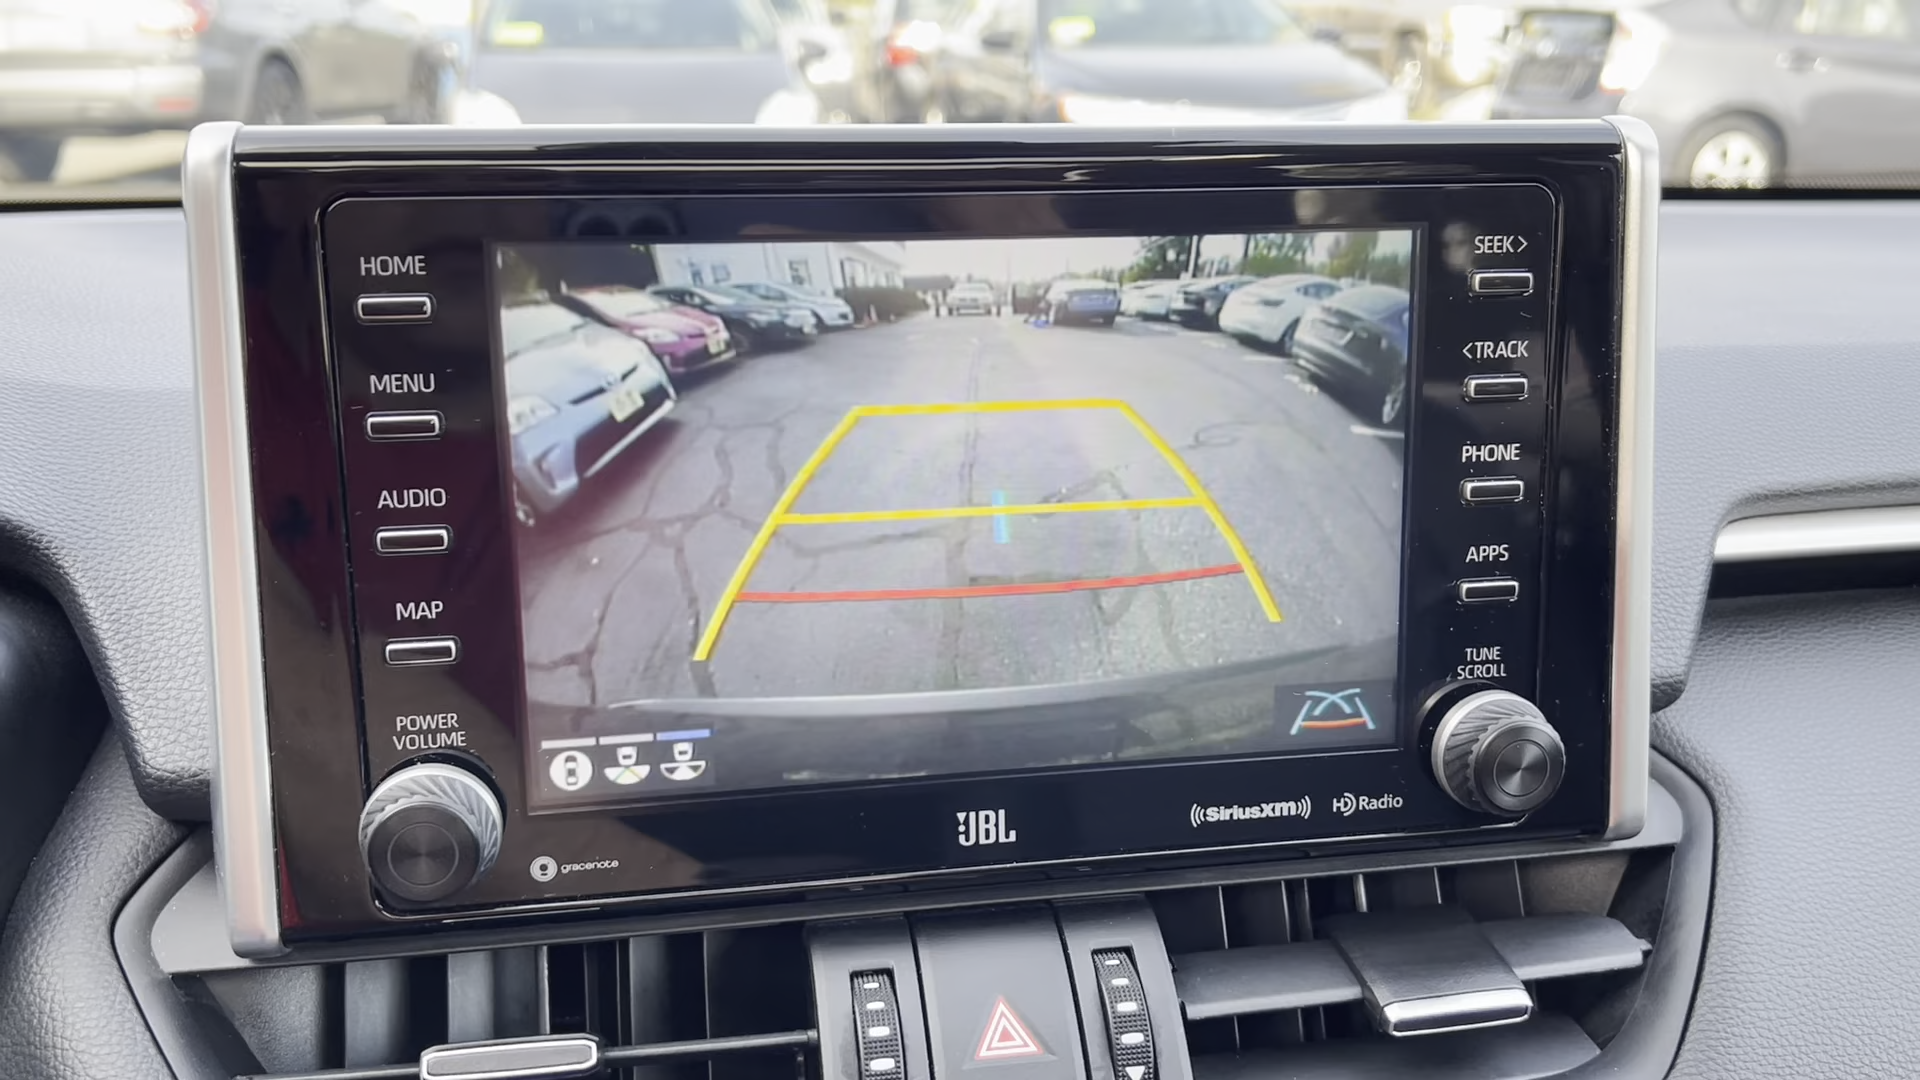 HOME
MENU
AUDIO
MAP
POWER
VOLUME
SEEK>
<TRACK
PHONE
APPS
TUNE
SCROLL
gracenote
JBL
((SiriusXM))
HD Radio